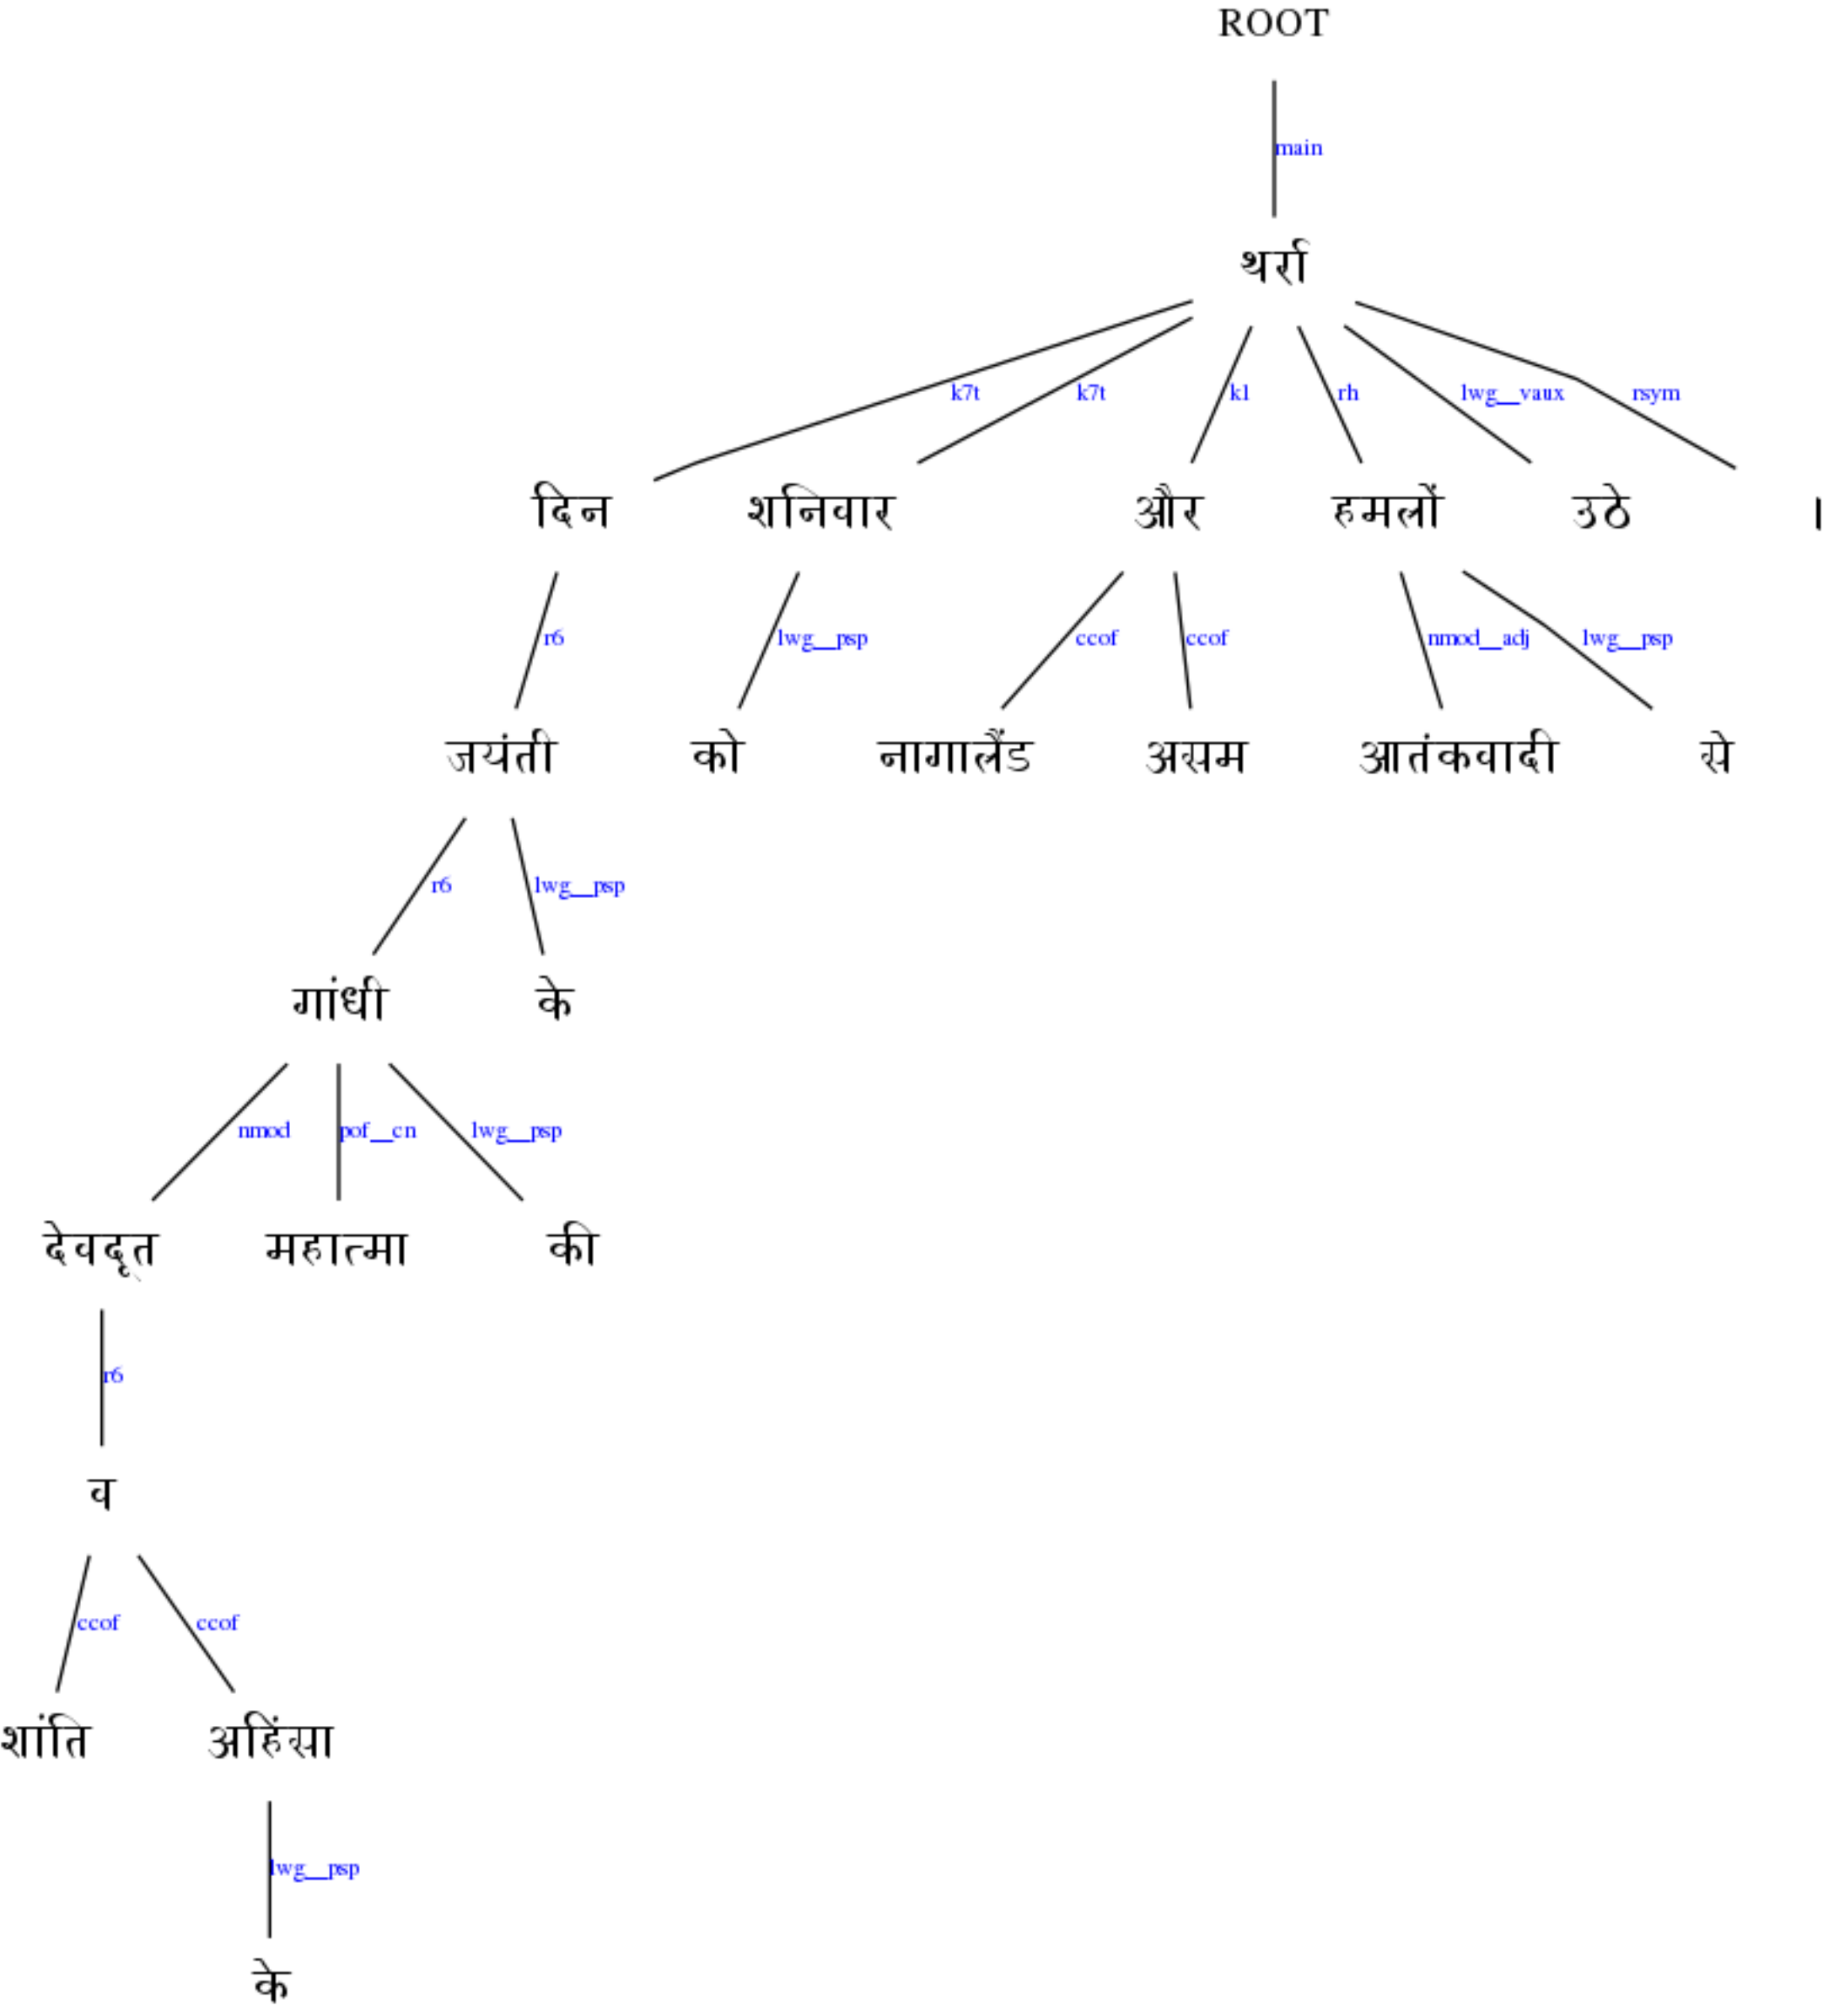 ROOT
main
थर्रा
k7t k7t k1 rh lwg__vaux rsym
दिन शनिवार और हमलों उठे ।
r6 lwg__psp ccof ccof nmod__adj lwg__psp
जयंती को नागालैंड असम आतंकवादी से
r6 lwg__psp
गांधी के
nmod pof__cn lwg__psp
देवदूत महात्मा की
r6
व
ccof ccof
शांति अहिंसा
lwg__psp
के